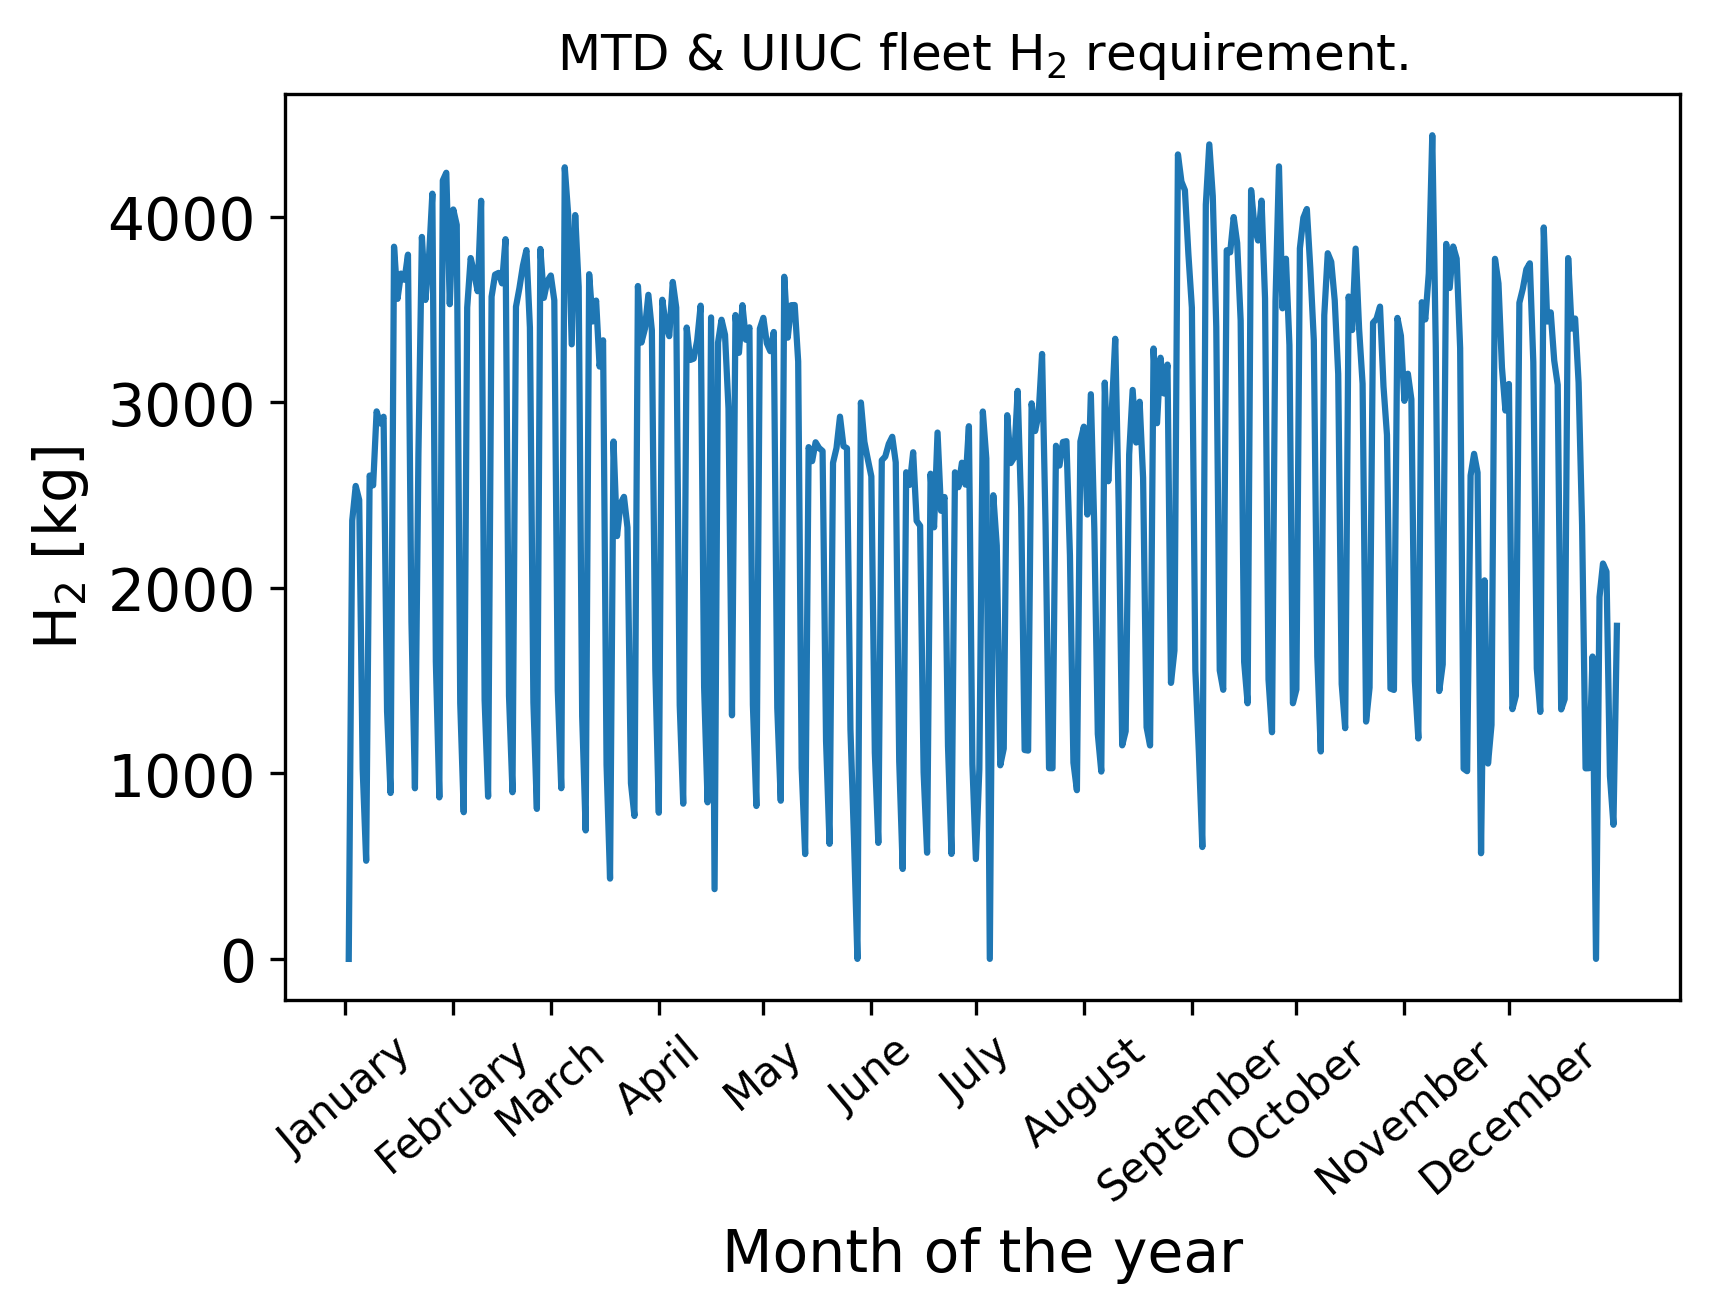 MTD & UIUC fleet H₂ requirement.
H₂ [kg]
4000
3000
2000
1000
0
January
February
March
April
May
June
July
August
September
October
November
December
Month of the year